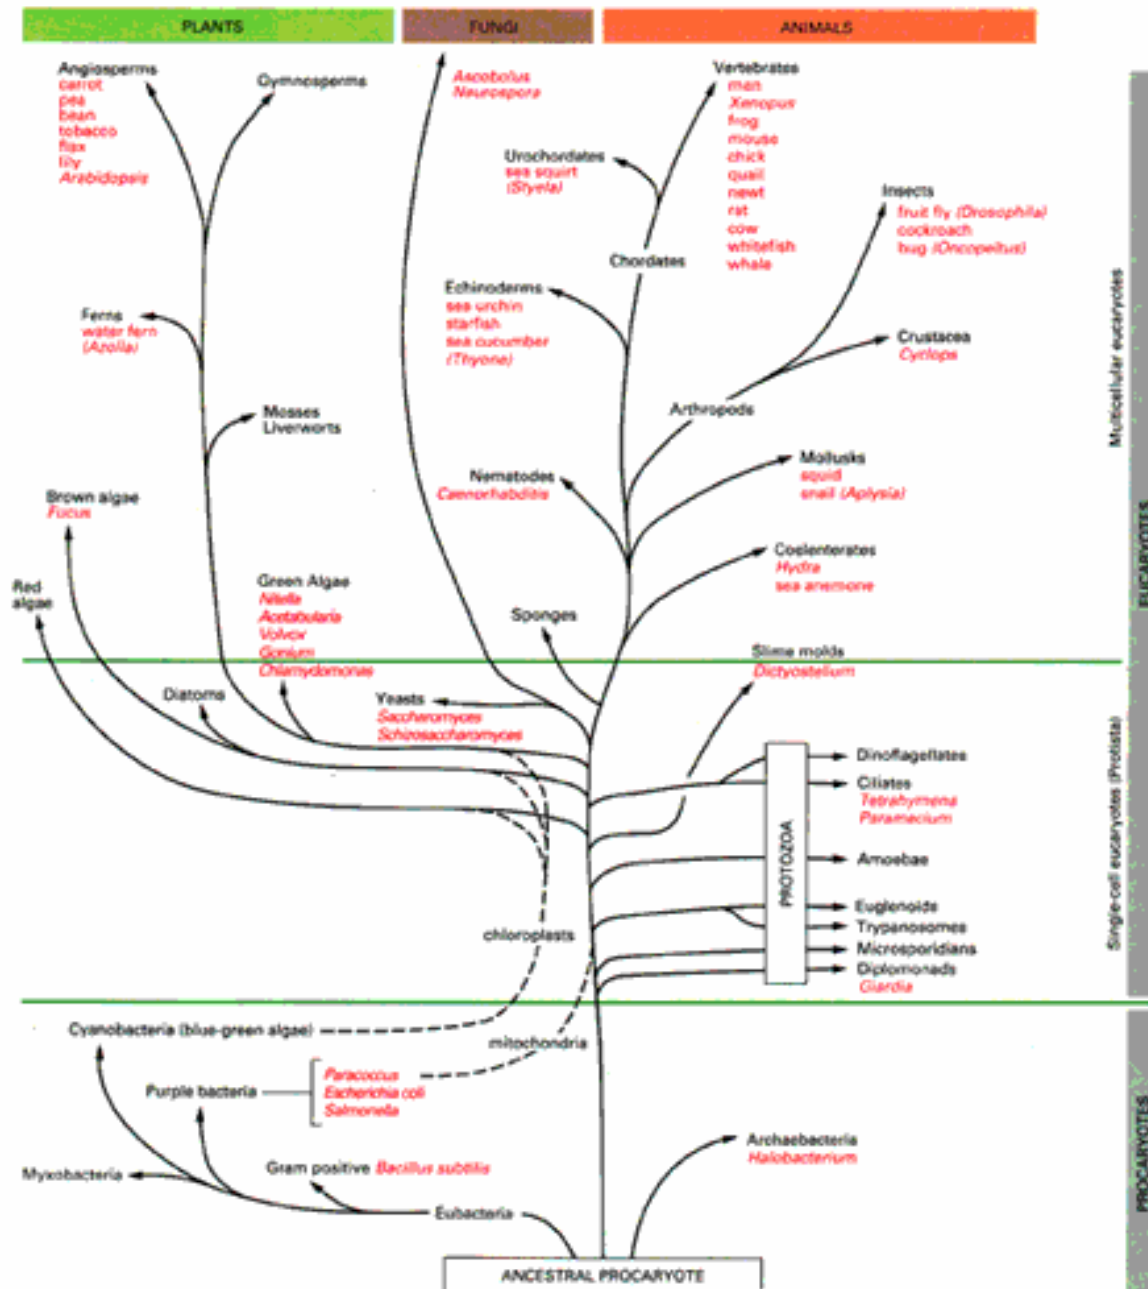 PLANTS
FUNGI
ANIMALS
Angiosperms
carrot
pea
bean
tobacco
flax
lily
Arabidopsis
Gymnosperms
Ascobolus
Neurospora
Vertebrates
man
Xenopus
frog
mouse
chick
quail
newt
rat
cow
whitefish
whale
Urochordates
sea squirt
(Styela)
Insects
fruit fly (Drosophila)
cockroach
bug (Oncopeltus)
Chordates
Echinoderms
sea urchin
starfish
sea cucumber
(Thyone)
Ferns
water fern
(Azolla)
Crustacea
Cyclops
Arthropods
Mosses
Liverworts
Mollusks
squid
snail (Aplysia)
Nematodes
Caenorhabditis
Brown algae
Fucus
Coelenterates
Hydra
sea anemone
Red
algae
Green Algae
Nitella
Acetabularia
Volvox
Gonium
Chlamydomonas
Sponges
Slime molds
Dictyostelium
Diatoms
Yeasts
Saccharomyces
Schizosaccharomyces
PROTOZOA
Dinoflagellates
Ciliates
Tetrahymena
Paramecium
Amoebae
Euglenoids
Trypanosomes
Microsporidians
Diplomonads
Giardia
chloroplasts
mitochondria
Cyanobacteria (blue-green algae)
Purple bacteria
Paracoccus
Escherichia coli
Salmonella
Archaebacteria
Halobacterium
Myxobacteria
Gram positive Bacillus subtilis
Eubacteria
ANCESTRAL PROCARYOTE
Multicellular eucaryotes
Single-cell eucaryotes (Protista)
EUCARYOTES
PROCARYOTES